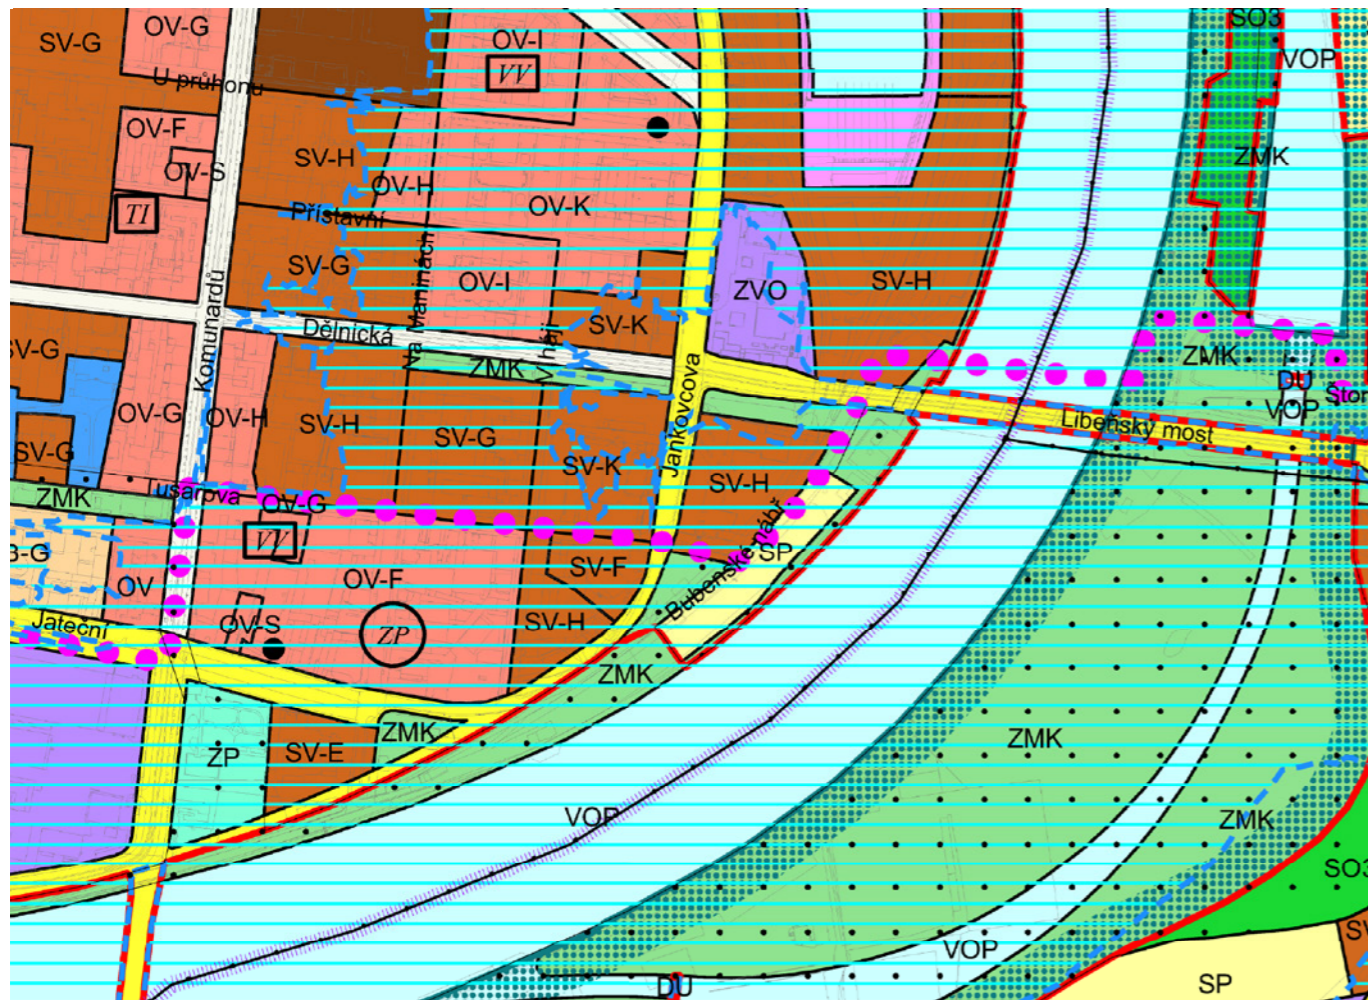 SO3
OV-G
OV-I
SV-G
VOP
VV
U průhonu
OV-F
SV-H
ZMK
OV-S
OV-H
OV-K
TI
Přístavní
SV-G
OV-I
ZVO
SV-H
Komunardů
Na Maninách
V háji
SV-K
Dělnická
SV-G
ZMK
ZMK
Jankovcova
DU
Štor
OV-G
OV-H
SV-H
SV-G
VOP
Libeňský most
SV-G
SV-K
SV-H
ZMK
Tusarova
OV-G
VV
3-G
SP
Bubenské nábř.
OV
OV-F
SV-F
Jateční
OV-S
ZP
SV-H
ZMK
ZP
SV-E
ZMK
ZMK
VOP
ZMK
SO3
SV
VOP
DU
SP